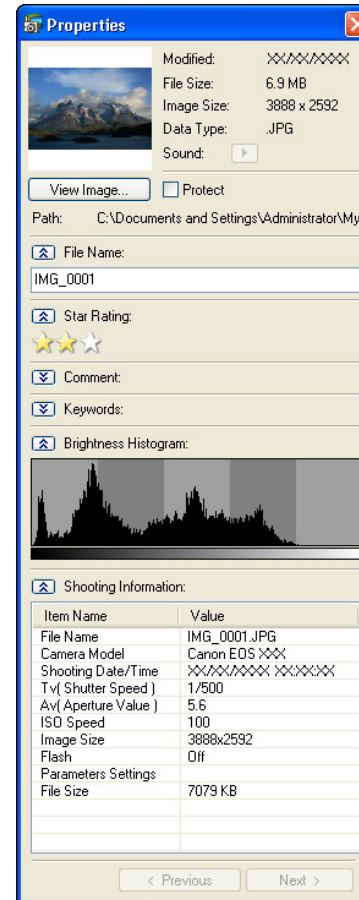 Properties
Modified: XX/XX/XXXX
File Size: 6.9 MB
Image Size: 3888 x 2592
Data Type: .JPG
Sound:
View Image... Protect
Path: C:\Documents and Settings\Administrator\My
File Name:
IMG_0001
Star Rating:
Comment:
Keywords:
Brightness Histogram:
Shooting Information:
Item Name Value
File Name IMG_0001.JPG
Camera Model Canon EOS XXX
Shooting Date/Time XX/XX/XXXX XX:XX:XX
Tv( Shutter Speed ) 1/500
Av( Aperture Value ) 5.6
ISO Speed 100
Image Size 3888x2592
Flash Off
Parameters Settings
File Size 7079 KB
< Previous Next >